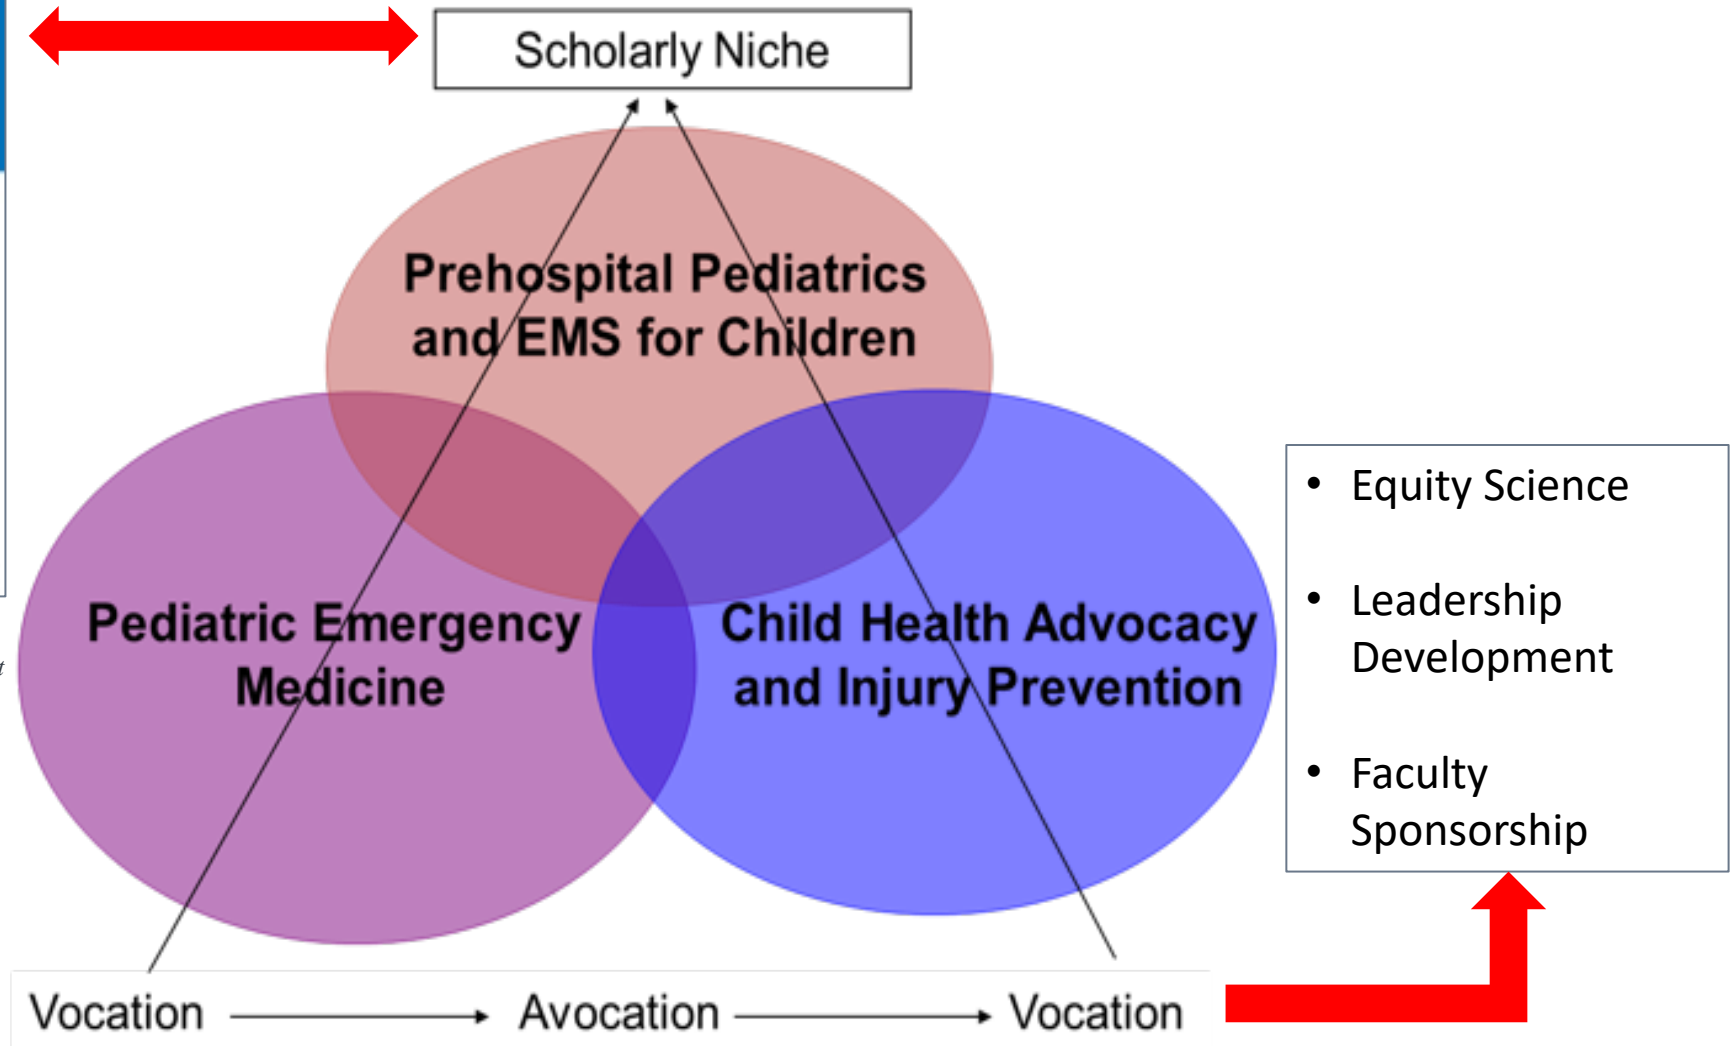 Scholarly Niche
Prehospital Pediatrics
and EMS for Children
Pediatric Emergency
Medicine
Child Health Advocacy
and Injury Prevention
• Equity Science
• Leadership
Development
• Faculty
Sponsorship
Vocation
Avocation
Vocation